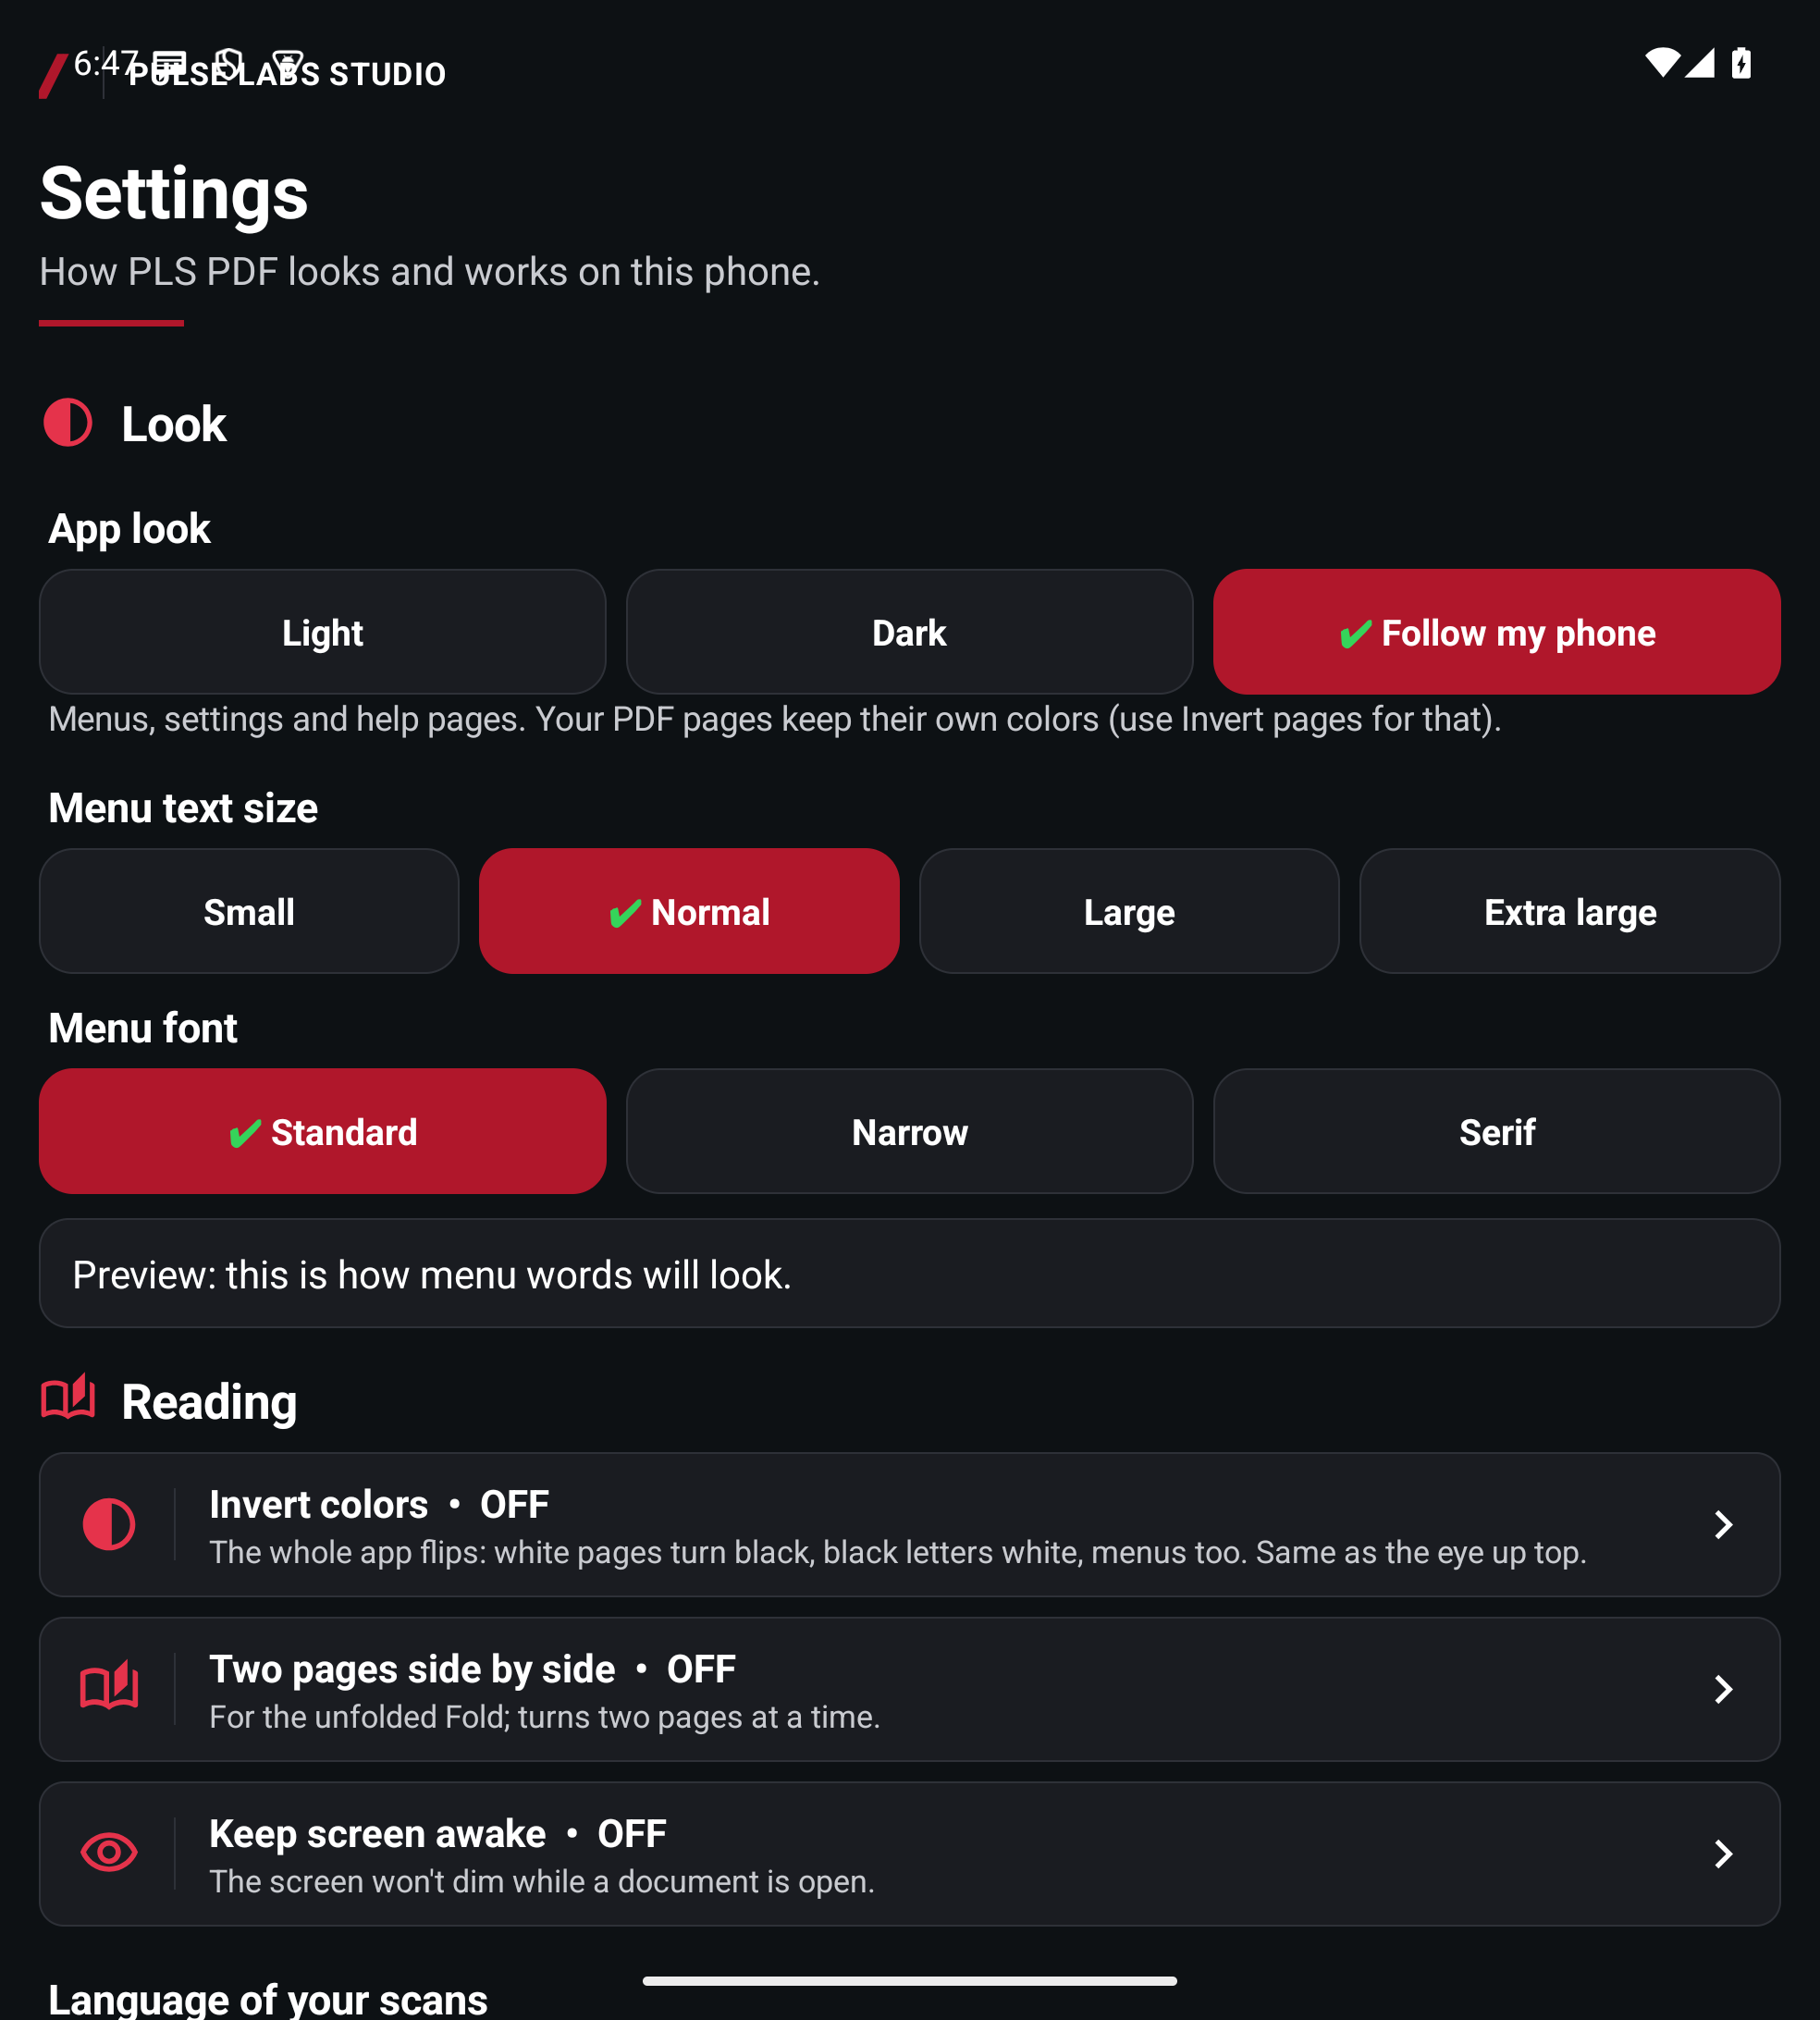 6:47
PULSE LABS STUDIO
Settings
How PLS PDF looks and works on this phone.
Look
App look
Light
Dark
✔ Follow my phone
Menus, settings and help pages. Your PDF pages keep their own colors (use Invert pages for that).
Menu text size
Small
✔ Normal
Large
Extra large
Menu font
✔ Standard
Narrow
Serif
Preview: this is how menu words will look.
Reading
Invert colors • OFF
The whole app flips: white pages turn black, black letters white, menus too. Same as the eye up top.
Two pages side by side • OFF
For the unfolded Fold; turns two pages at a time.
Keep screen awake • OFF
The screen won't dim while a document is open.
Language of your scans